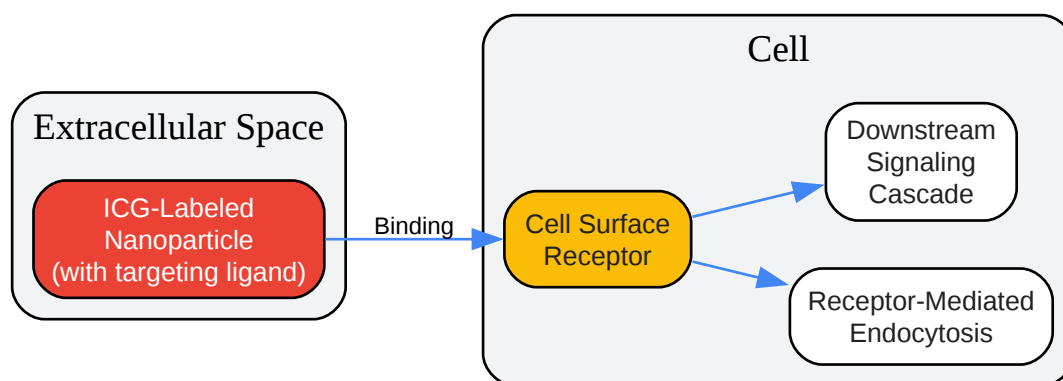 Extracellular Space
ICG-Labeled
Nanoparticle
(with targeting ligand)
Binding
Cell
Cell Surface
Receptor
Downstream
Signaling
Cascade
Receptor-Mediated
Endocytosis